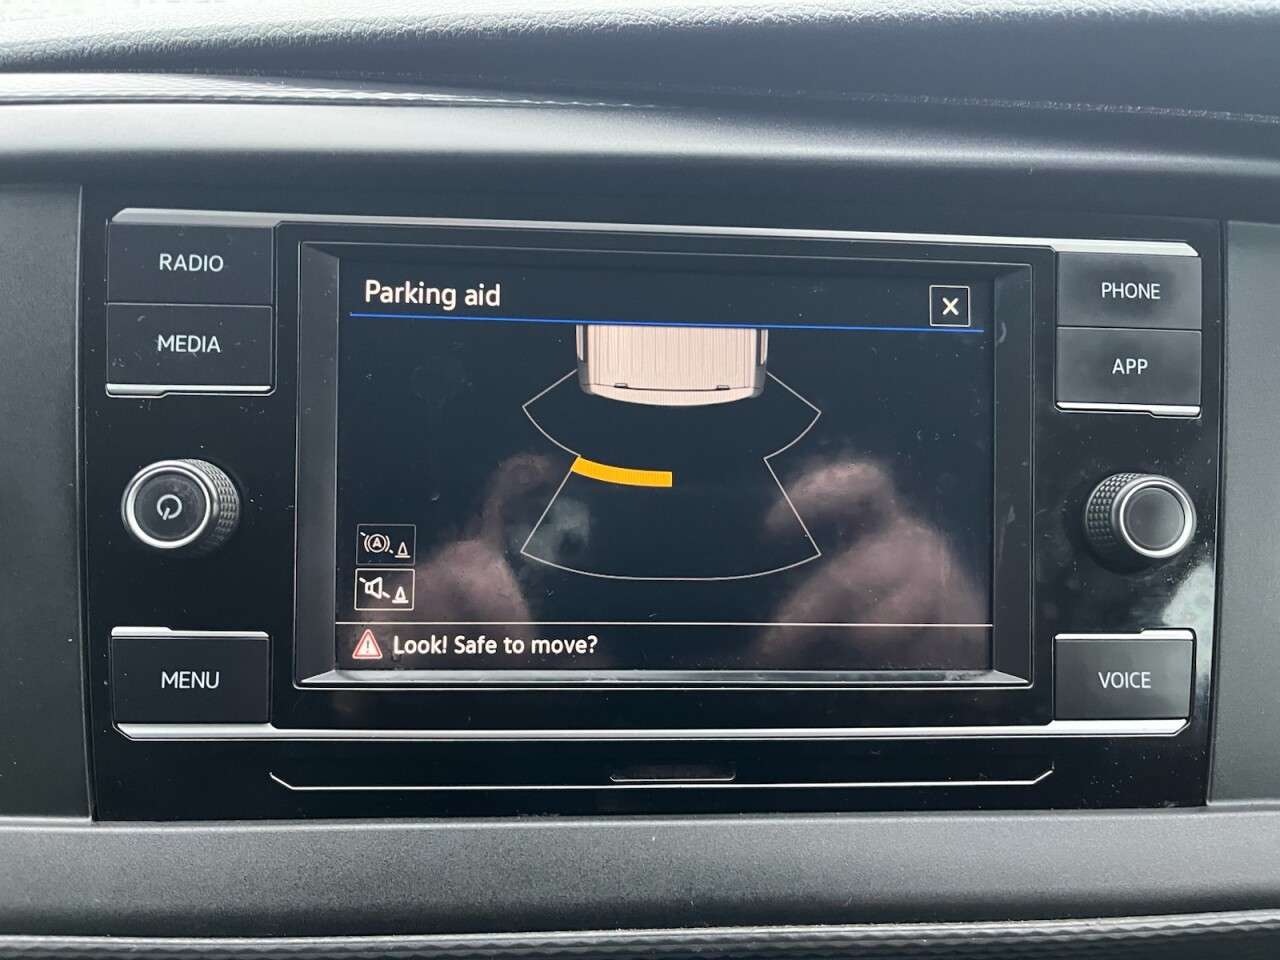 RADIO
MEDIA
MENU
Parking aid
X
A
Look! Safe to move?
PHONE
APP
VOICE